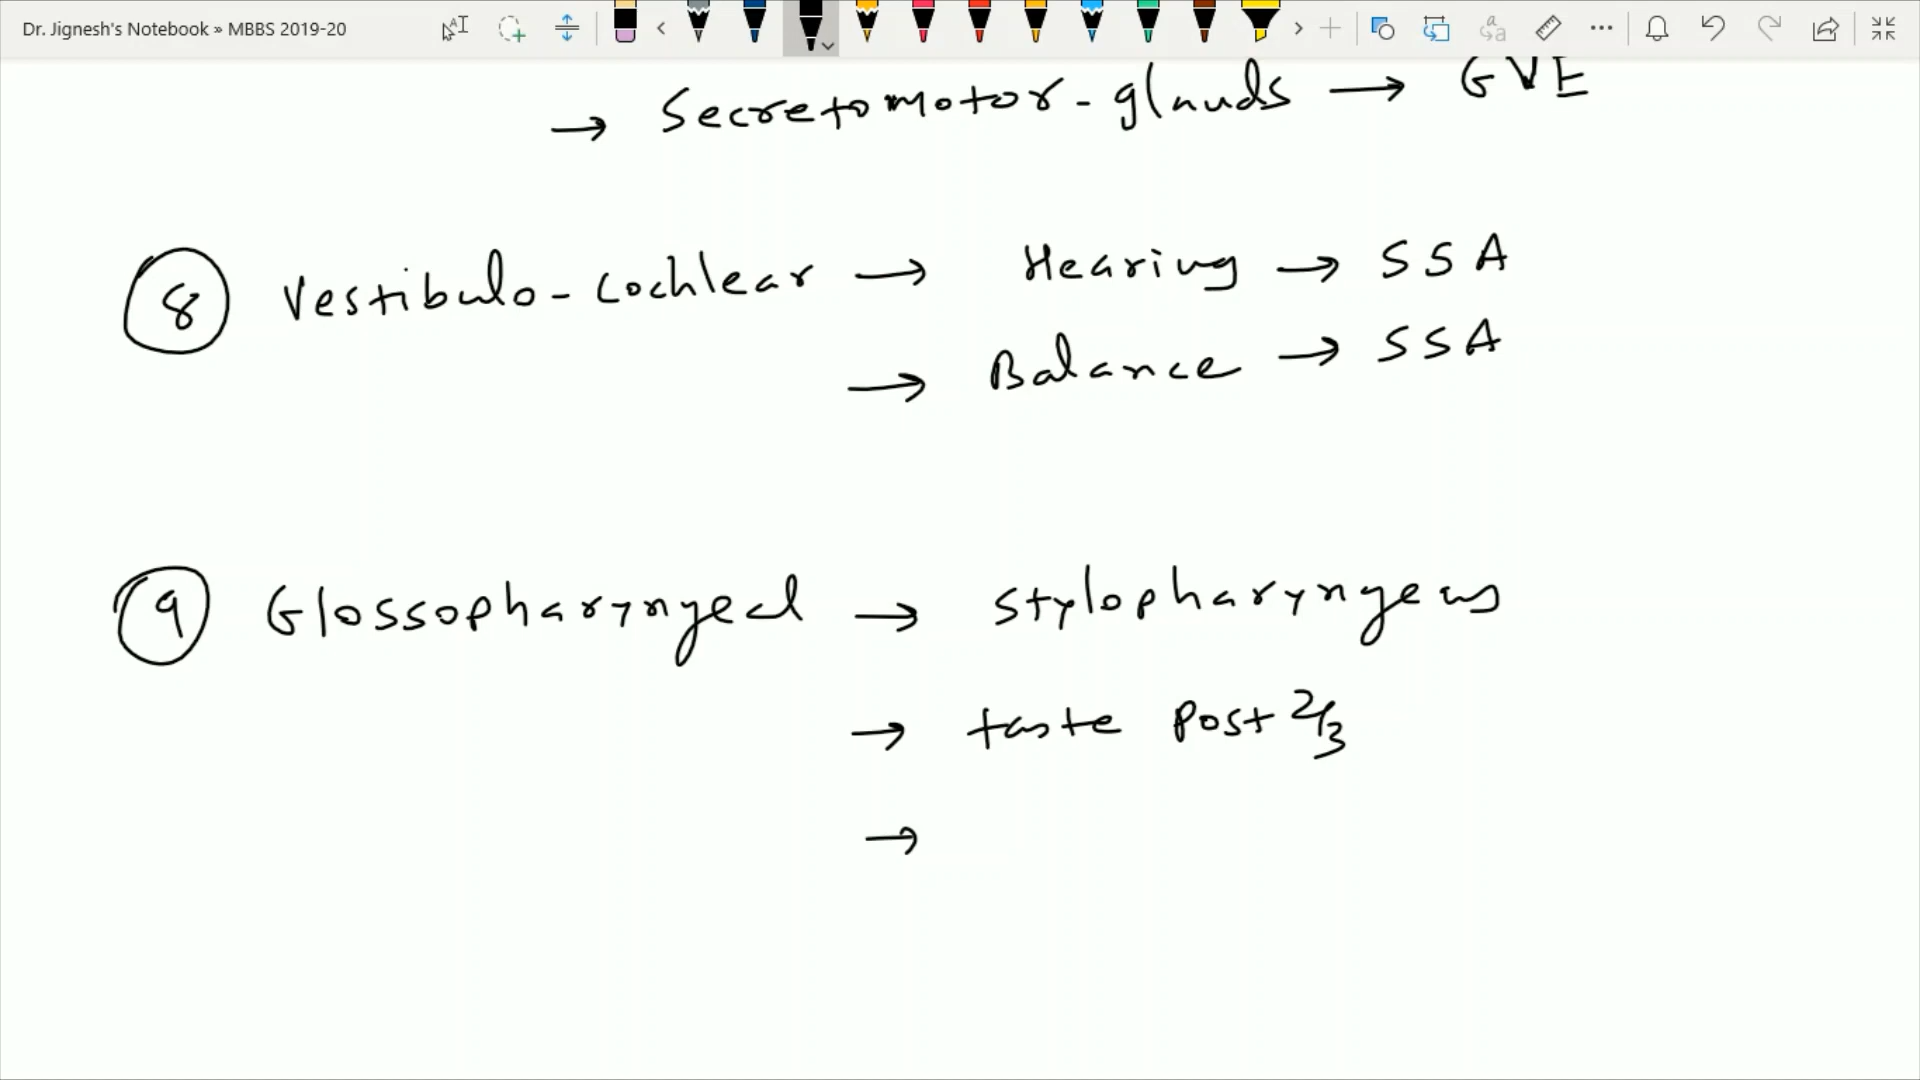 Dr. Jignesh's Notebook » MBBS 2019-20
→ Secretomotor - glands → GVE
8 Vestibulo - cochlear → Hearing → SSA
→ Balance → SSA
9 Glossopharyngeal → stylopharyngeus
→ taste post 2/3
→